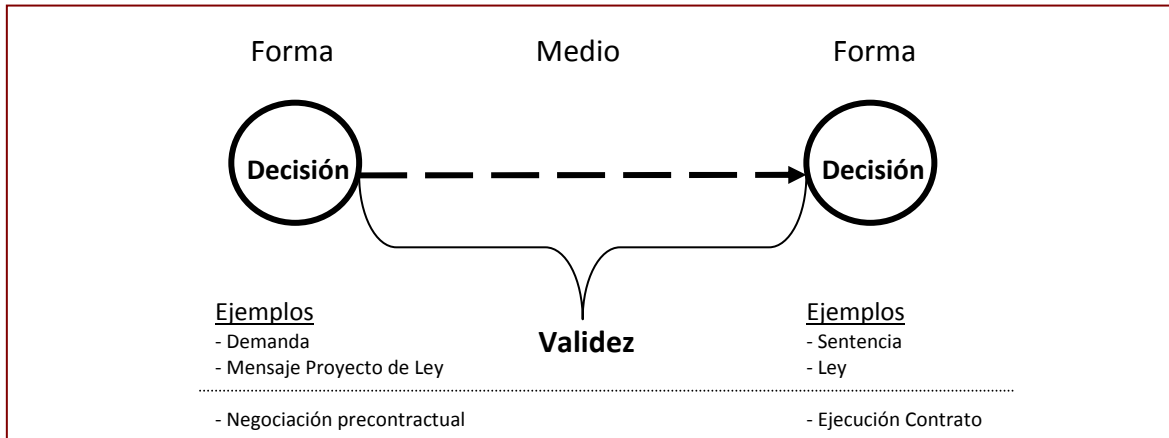 Forma Medio Forma
Decisión Decisión
Ejemplos Ejemplos
- Demanda Validez - Sentencia
- Mensaje Proyecto de Ley - Ley
- Negociación precontractual - Ejecución Contrato